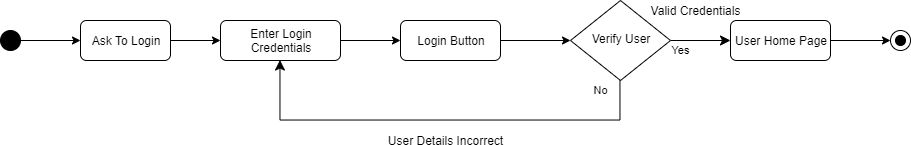 Valid Credentials
Ask To Login
Enter Login
Credentials
Login Button
Verify User
Yes
User Home Page
No
User Details Incorrect